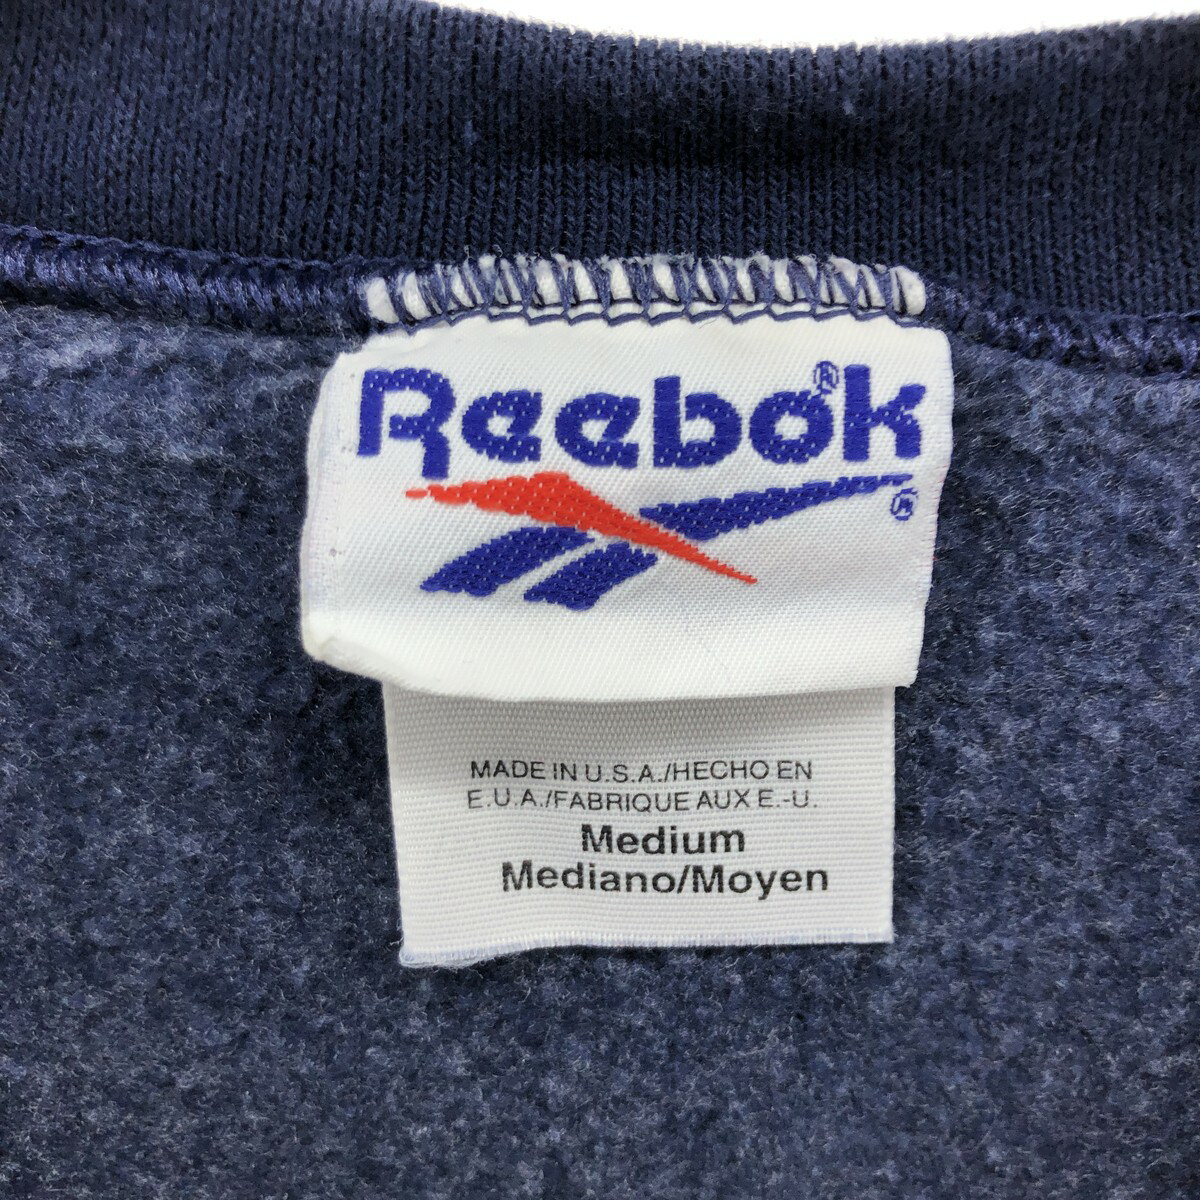 Reebok®
®
MADE IN U.S.A./HECHO EN
E.U.A./FABRIQUE AUX E.-U.
Medium
Mediano/Moyen